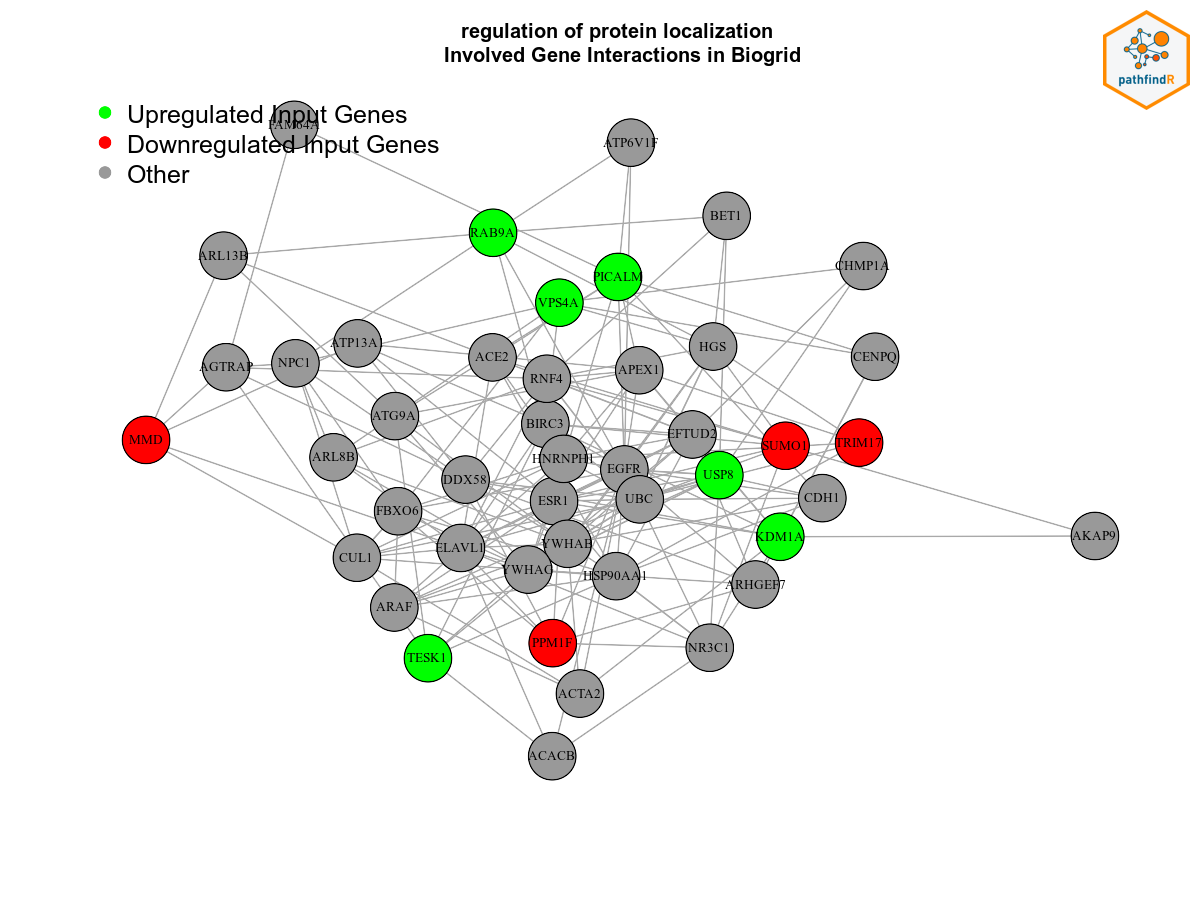 regulation of protein localization
Involved Gene Interactions in Biogrid
pathfindR
Upregulated Input Genes
Downregulated Input Genes
Other
FAM64A
ATP6V1F
BET1
RAB9A
ARL13B
CHMP1A
PICALM
VPS4A
ATP13A
HGS
ACE2
CENPQ
NPC1
AGTRAP
APEX1
RNF4
ATG9A
BIRC3
EFTUD2
MMD
SUMO1
TRIM17
ARL8B
HNRNPH1
EGFR
USP8
DDX58
ESR1
UBC
CDH1
FBXO6
KDM1A
AKAP9
YWHAB
ELAVL1
CUL1
YWHAG
HSP90AA1
ARHGEF7
ARAF
PPM1F
NR3C1
TESK1
ACTA2
ACACB